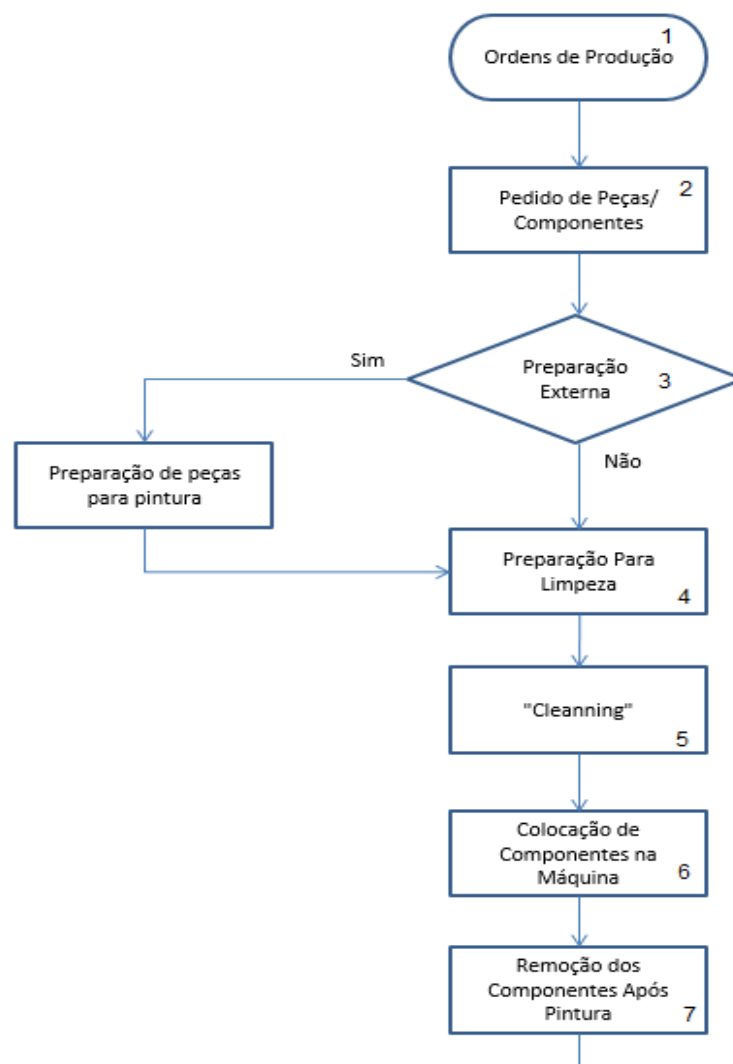 1
Ordens de Produção
2
Pedido de Peças/
Componentes
Sim
Preparação
Externa
3
Não
Preparação de peças
para pintura
Preparação Para
Limpeza
4
"Cleanning"
5
Colocação de
Componentes na
Máquina
6
Remoção dos
Componentes Após
Pintura
7